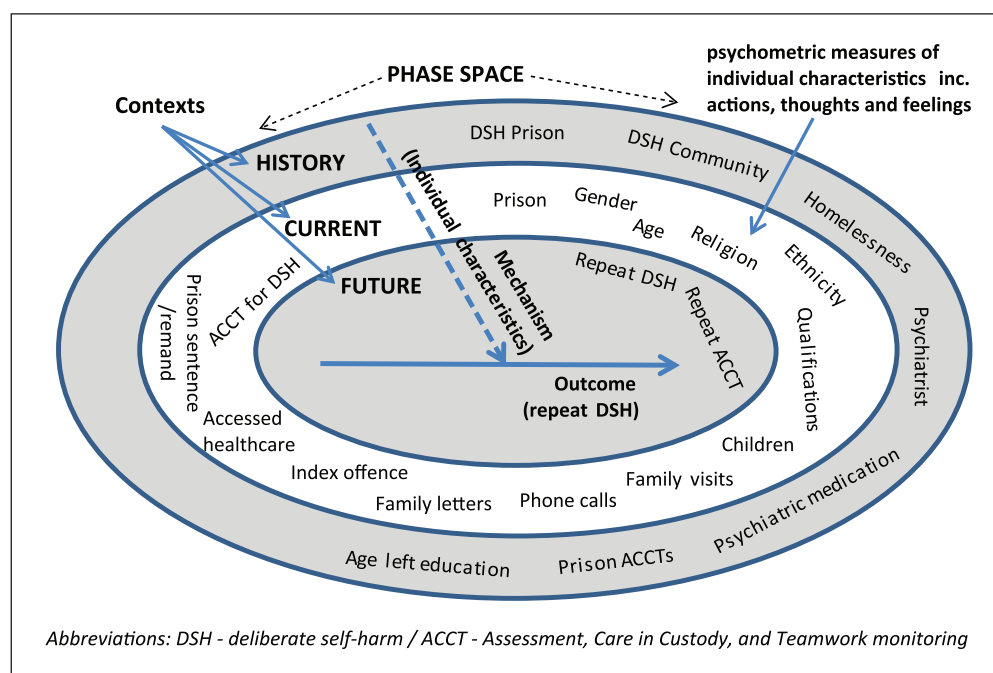 PHASE SPACE
psychometric measures of
individual characteristics inc.
actions, thoughts and feelings
Contexts
HISTORY
DSH Prison
DSH Community
Homelessness
Psychiatrist
Psychiatric medication
Prison ACCTs
Age left education
CURRENT
Prison
Gender
Age
Religion
Ethnicity
Qualifications
Children
Family visits
Phone calls
Family letters
Index offence
Accessed
healthcare
Prison sentence
/remand
ACCT for DSH
FUTURE
Repeat DSH
Repeat ACCT
Mechanism
(Individual characteristics)
Outcome
(repeat DSH)
Abbreviations: DSH - deliberate self-harm / ACCT - Assessment, Care in Custody, and Teamwork monitoring